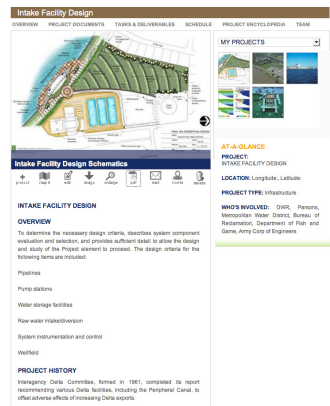 Intake Facility Design
OVERVIEW PROJECT DOCUMENTS TASKS & DELIVERABLES SCHEDULE PROJECT ENCYCLOPEDIA TEAM
Intake Facility Design Schematics
map it edit image enlarge pdf mail delete
INTAKE FACILITY DESIGN
OVERVIEW
To determine the necessary design criteria, describes system component
evaluation and selection, and provides sufficient detail to allow the design
and study of the Project element to proceed. The design criteria for the
following items are included:
Pipelines
Pump stations
Water storage facilities
Raw water intake/diversion
System instrumentation and control
Wellfield
PROJECT HISTORY
Interagency Delta Committee, formed in 1961, completed its report
recommending various Delta facilities, including the Peripheral Canal, to
offset adverse effects of increasing Delta exports.
MY PROJECTS
AT-A-GLANCE
PROJECT:
INTAKE FACILITY DESIGN
LOCATION: Longitude:, Latitude:
PROJECT TYPE: Infrastructure
WHO'S INVOLVED: DWR, Parsons,
Metropolitan Water District, Bureau of
Reclamation, Department of Fish and
Game, Army Corp of Engineers